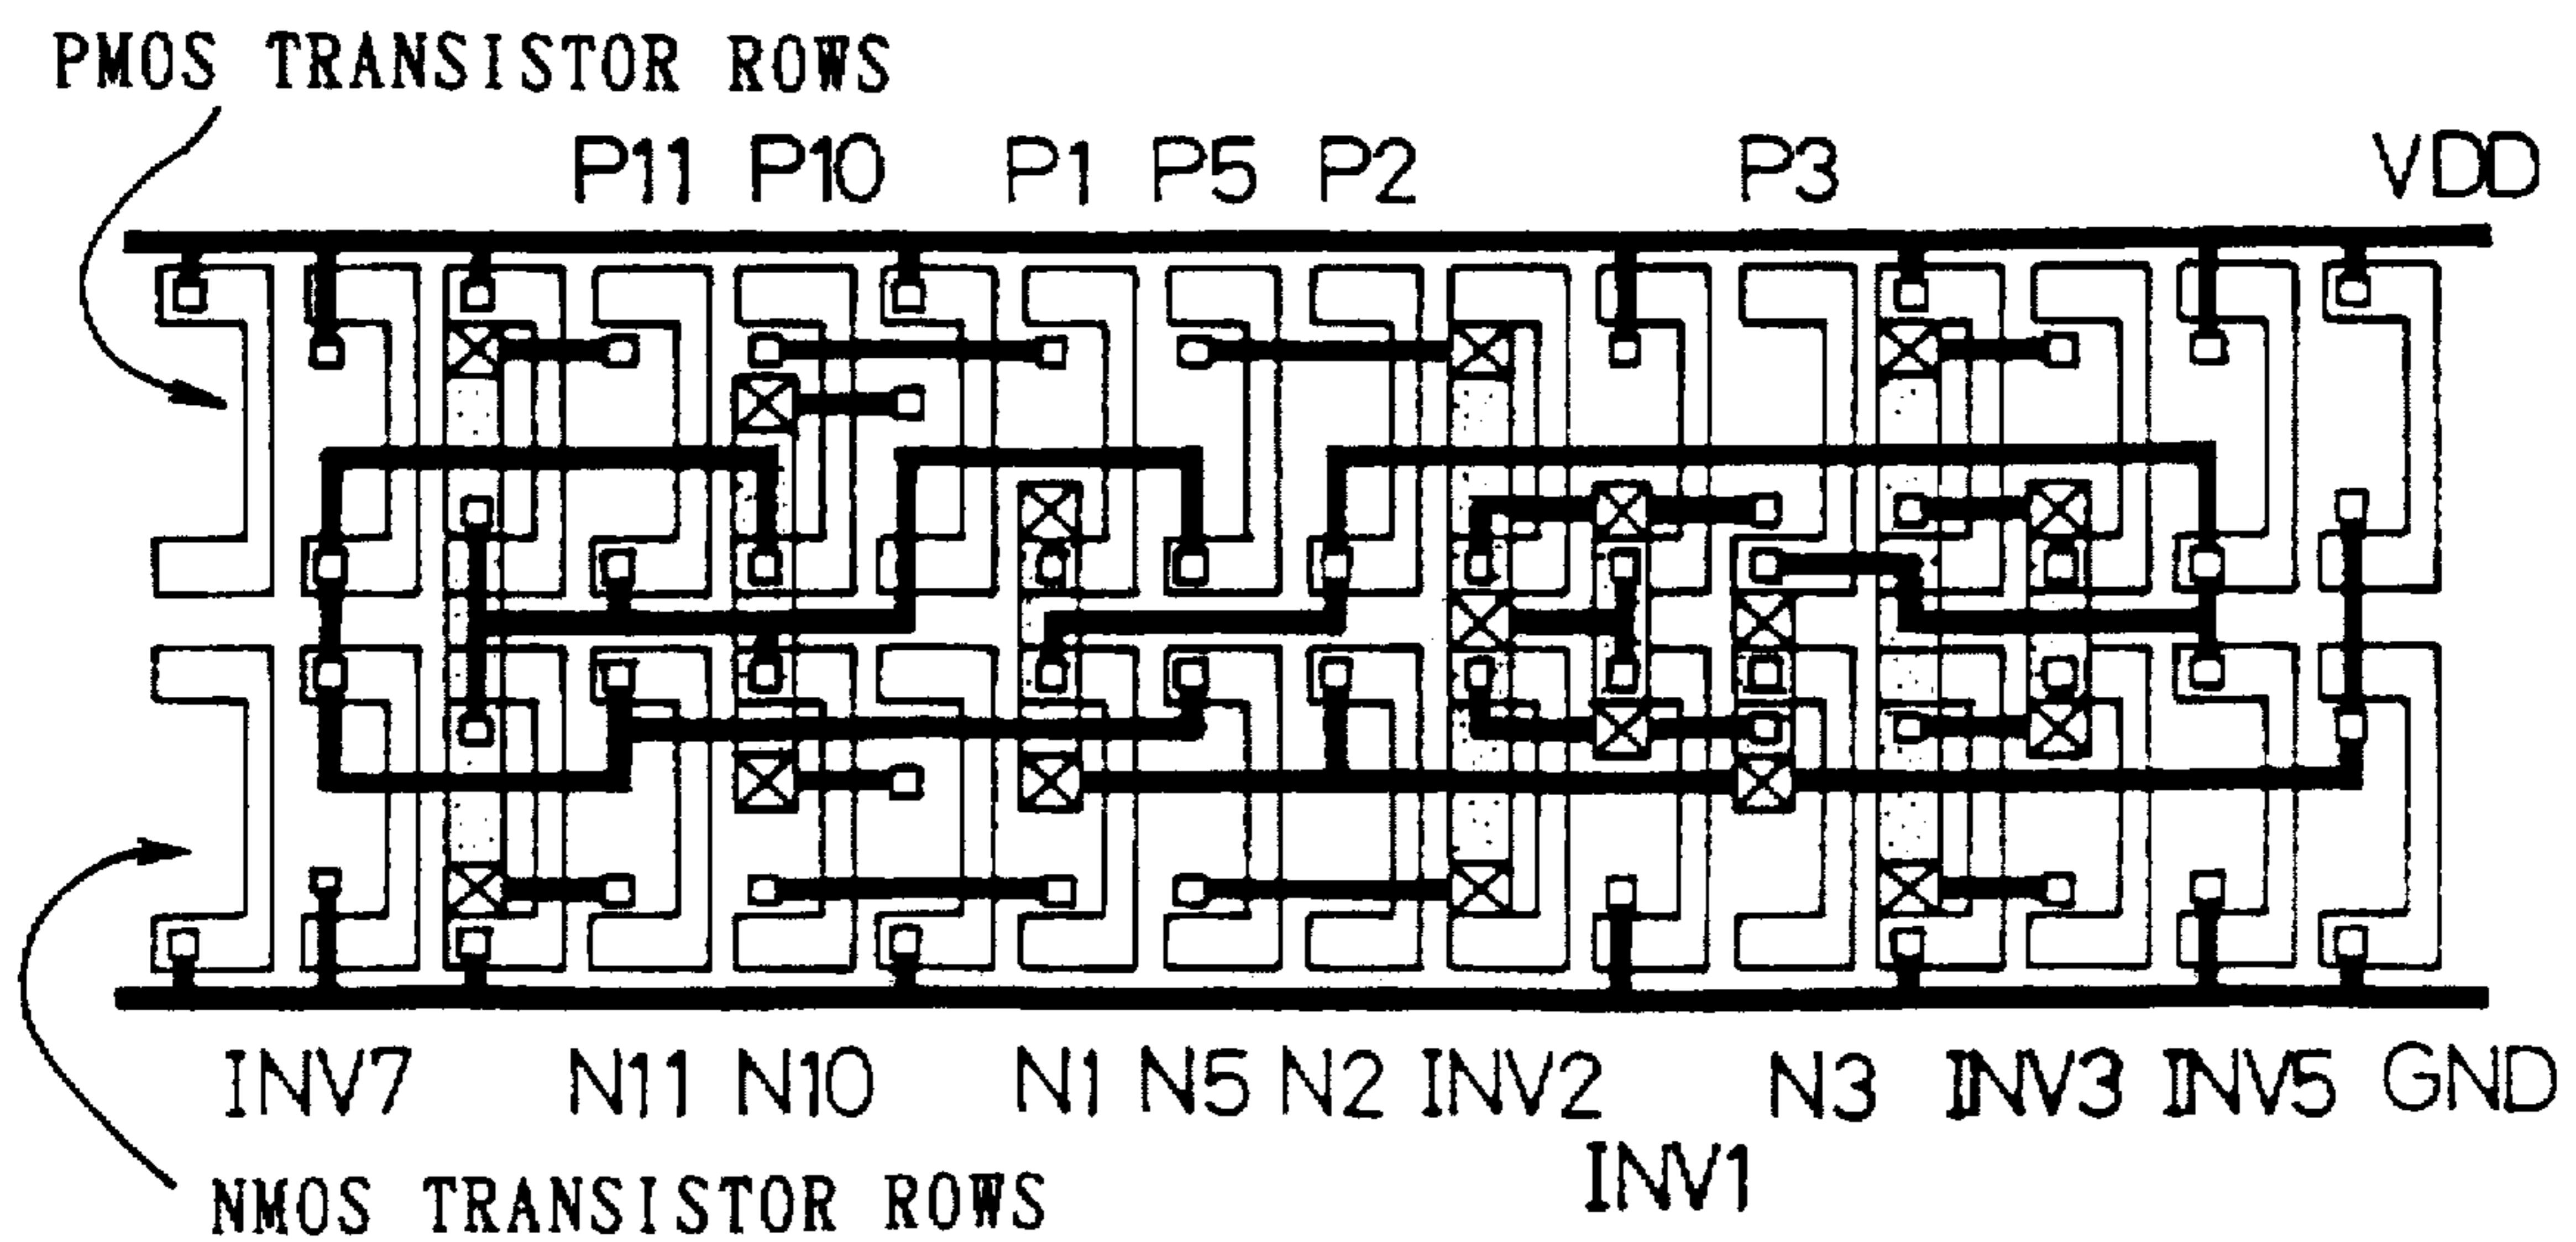 PMOS TRANSISTOR ROWS
P11 P10 P1 P5 P2 P3 VDD
INV7 N11 N10 N1 N5 N2 INV2 N3 INV3 INV5 GND
INV1
NMOS TRANSISTOR ROWS